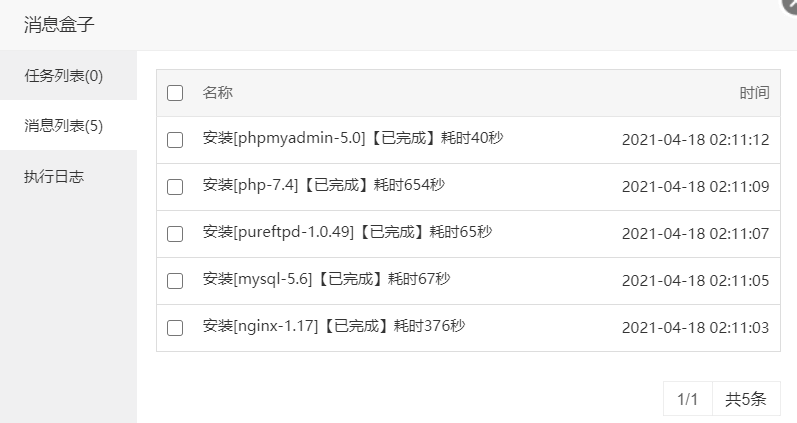 消息盒子
任务列表(0)
消息列表(5)
执行日志
名称 时间
安装[phpmyadmin-5.0]【已完成】耗时40秒 2021-04-18 02:11:12
安装[php-7.4]【已完成】耗时654秒 2021-04-18 02:11:09
安装[pureftpd-1.0.49]【已完成】耗时65秒 2021-04-18 02:11:07
安装[mysql-5.6]【已完成】耗时67秒 2021-04-18 02:11:05
安装[nginx-1.17]【已完成】耗时376秒 2021-04-18 02:11:03
1/1 共5条